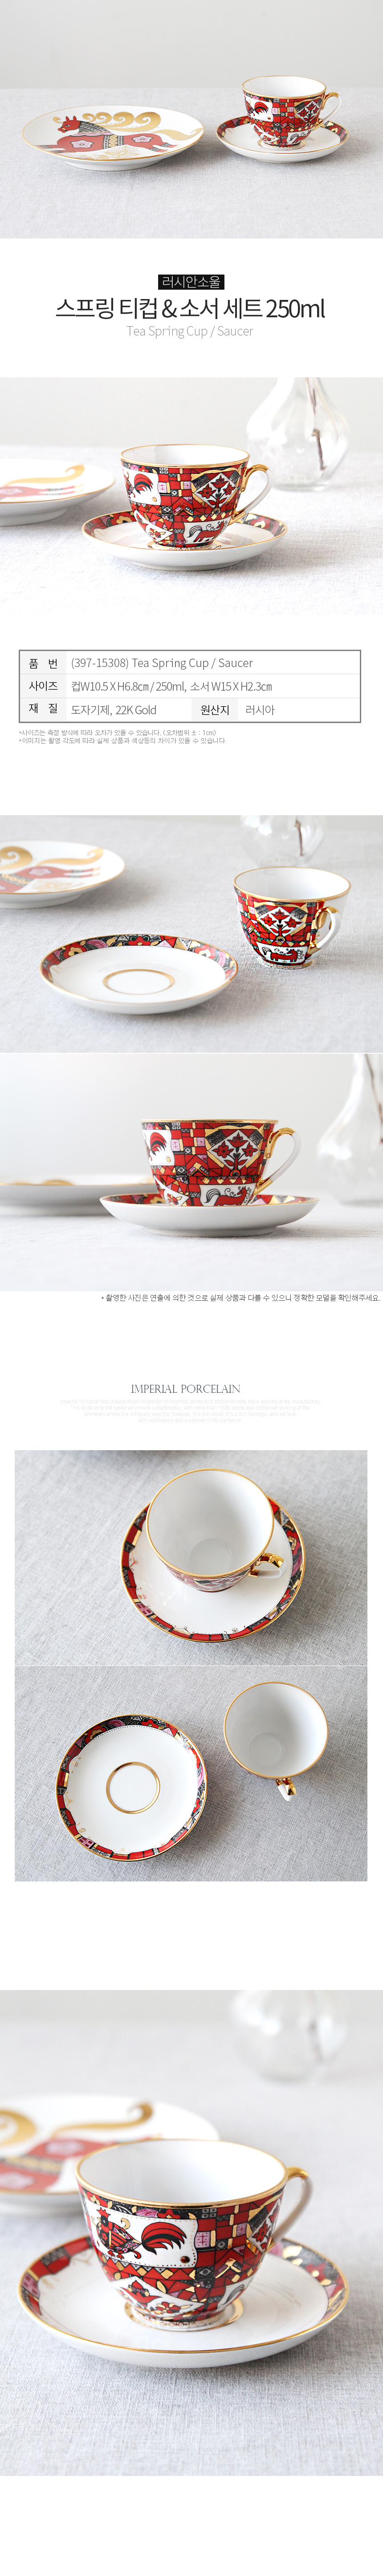 러시안소울
스프링 티컵 & 소서 세트 250ml
Tea Spring Cup / Saucer
품 번 (397-15308) Tea Spring Cup / Saucer
사이즈 컵W10.5 X H6.8㎝ / 250ml, 소서 W15 X H2.3㎝
재 질 도자기제, 22K Gold 원산지 러시아
*사이즈는 측정 방식에 따라 오차가 있을 수 있습니다. (오차범위 ± : 1cm)
*이미지는 촬영 각도에 따라 실제 상품과 색상등의 차이가 있을 수 있습니다
* 촬영한 사진은 연출에 의한 것으로 실제 상품과 다를 수 있으니 정확한 모델을 확인해주세요.
IMPERIAL PORCELAIN